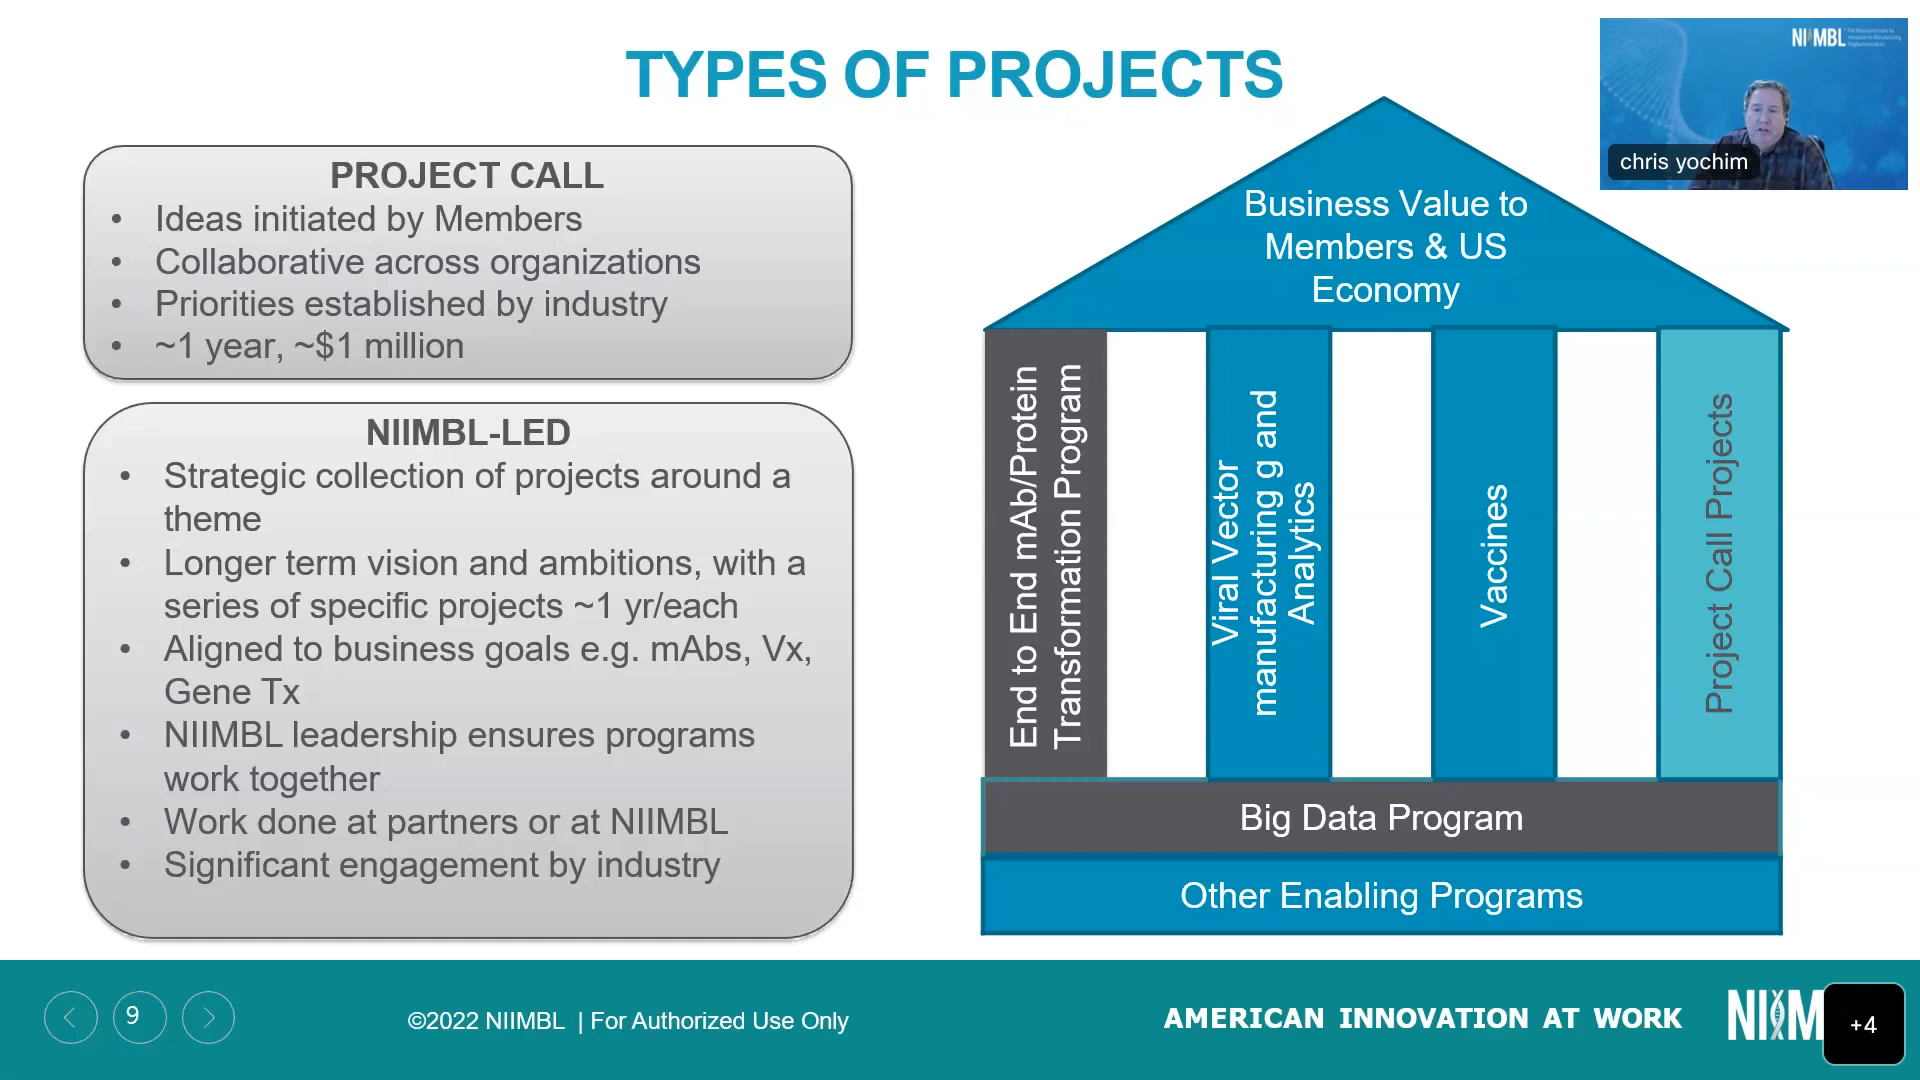 TYPES OF PROJECTS
NIIMBL
chris yochim
PROJECT CALL
• Ideas initiated by Members
• Collaborative across organizations
• Priorities established by industry
• ~1 year, ~$1 million
NIIMBL-LED
• Strategic collection of projects around a
theme
• Longer term vision and ambitions, with a
series of specific projects ~1 yr/each
• Aligned to business goals e.g. mAbs, Vx,
Gene Tx
• NIIMBL leadership ensures programs
work together
• Work done at partners or at NIIMBL
• Significant engagement by industry
Business Value to
Members & US
Economy
End to End mAb/Protein
Transformation Program
Viral Vector
manufacturing g and
Analytics
Vaccines
Project Call Projects
Big Data Program
Other Enabling Programs
9
©2022 NIIMBL | For Authorized Use Only
AMERICAN INNOVATION AT WORK
NIIM
+4